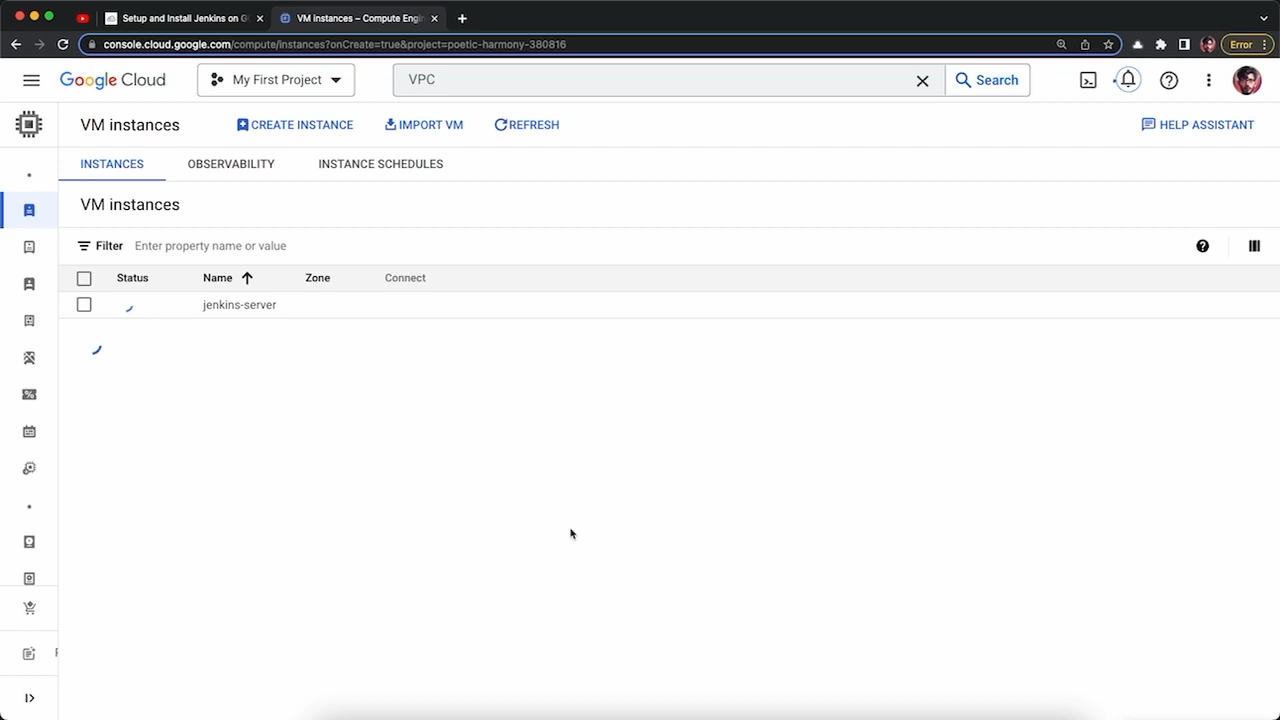 Setup and Install Jenkins on G
VM instances – Compute Engin
console.cloud.google.com/compute/instances?onCreate=true&project=poetic-harmony-380816
Error
Google Cloud
My First Project
VPC
Search
VM instances
CREATE INSTANCE
IMPORT VM
REFRESH
HELP ASSISTANT
INSTANCES
OBSERVABILITY
INSTANCE SCHEDULES
VM instances
Filter
Enter property name or value
Status
Name
Zone
Connect
jenkins-server